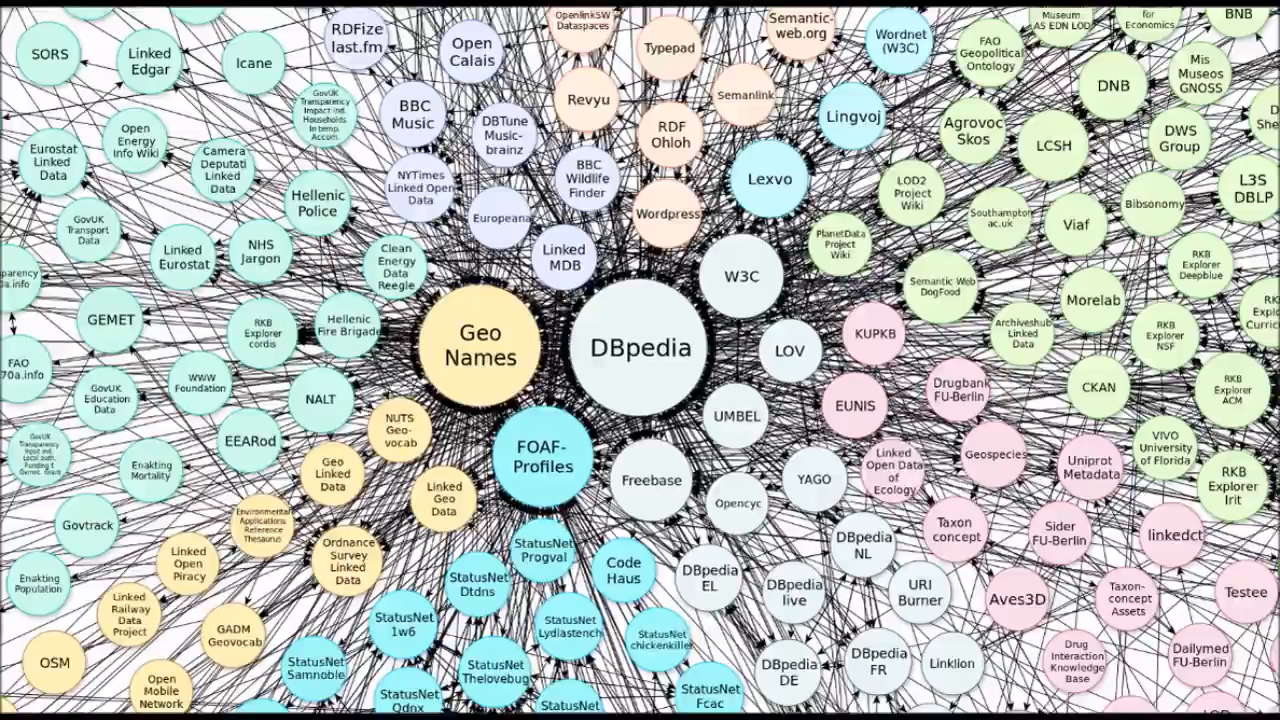 OpenlinkSW
Dataspaces
Semantic-
web.org
Museum
AS EDN LOD
for
Economics
BNB
RDFize
last.fm
Open
Calais
Typepad
Wordnet
(W3C)
FAO
Geopolitical
Ontology
SORS
Linked
Edgar
Icane
Mis
Museos
GNOSS
DNB
GovUK
Transparency
Impact ind.
Households
In temp.
Accom.
BBC
Music
DBTune
Music-
brainz
Revyu
Semanlink
RDF
Ohloh
Lingvoj
Agrovoc
Skos
LCSH
DWS
Group
Open
Energy
Info Wiki
Eurostat
Linked
Data
Camera
Deputati
Linked
Data
Hellenic
Police
NYTimes
Linked Open
Data
BBC
Wildlife
Finder
Lexvo
LOD2
Project
Wiki
L3S
DBLP
Bibsonomy
Europeana
Wordpress
Southampton
ac.uk
Viaf
GovUK
Transport
Data
Linked
Eurostat
NHS
Jargon
Clean
Energy
Data
Reegle
Linked
MDB
W3C
PlanetData
Project
Wiki
RKB
Explorer
Deepblue
Semantic Web
DogFood
Morelab
GEMET
RKB
Explorer
cordis
Hellenic
Fire Brigade
Geo
Names
DBpedia
LOV
KUPKB
Archiveshub
Linked
Data
RKB
Explorer
NSF
FAO
GovUK
Education
Data
WWW
Foundation
NALT
Drugbank
FU-Berlin
CKAN
RKB
Explorer
ACM
NUTS
Geo-
vocab
UMBEL
EUNIS
EEARod
FOAF-
Profiles
Geospecies
VIVO
University
of Florida
Enakting
Mortality
Geo
Linked
Data
Linked
Geo
Data
Freebase
Opencyc
YAGO
Linked
Open Data
of
Ecology
Uniprot
Metadata
RKB
Explorer
Irit
Govtrack
Environmental
Applications
Reference
Thesaurus
Ordnance
Survey
Linked
Data
StatusNet
Progval
DBpedia
NL
Taxon
concept
Sider
FU-Berlin
linkedct
Linked
Open
Piracy
StatusNet
Dtdns
Code
Haus
DBpedia
EL
DBpedia
live
URI
Burner
Aves3D
Taxon-
concept
Assets
Testee
Enakting
Population
Linked
Railway
Data
Project
GADM
Geovocab
StatusNet
1w6
StatusNet
Lydiastench
StatusNet
chickenkiller
OSM
Open
Mobile
Network
StatusNet
Samnoble
StatusNet
Thelovebug
DBpedia
DE
DBpedia
FR
Linklion
Drug
Interaction
Knowledge
Base
Dailymed
FU-Berlin
StatusNet
Qdnx
StatusNet
StatusNet
Fcac